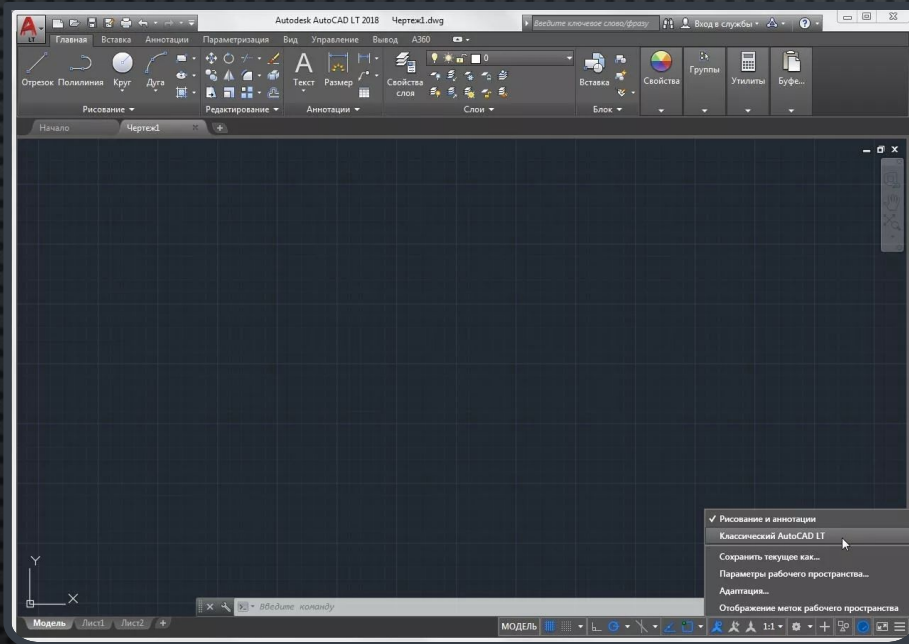 Autodesk AutoCAD LT 2018 Чертеж1.dwg
Введите ключевое слово/фразу
Вход в службы
LT
Главная Вставка Аннотации Параметризация Вид Управление Вывод A360
0
Отрезок Полилиния Круг Дуга
Текст Размер
Свойства слоя
Вставка
Свойства
Группы
Утилиты
Буфе...
Рисование Редактирование Аннотации Слои Блок
Начало Чертеж1
Рисование и аннотации
Классический AutoCAD LT
Сохранить текущее как...
Параметры рабочего пространства...
Адаптация...
Отображение меток рабочего пространства
Y
X
Введите команду
Модель Лист1 Лист2 +
МОДЕЛЬ 1:1